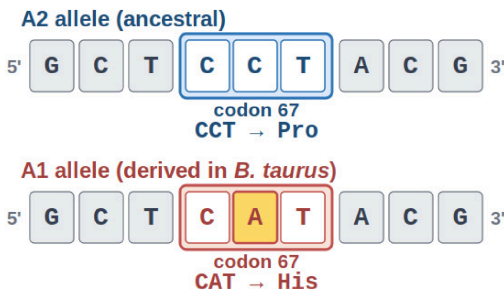 A2 allele (ancestral)
5' G C T C C T A C G 3'
codon 67
CCT → Pro
A1 allele (derived in B. taurus)
5' G C T C A T A C G 3'
codon 67
CAT → His